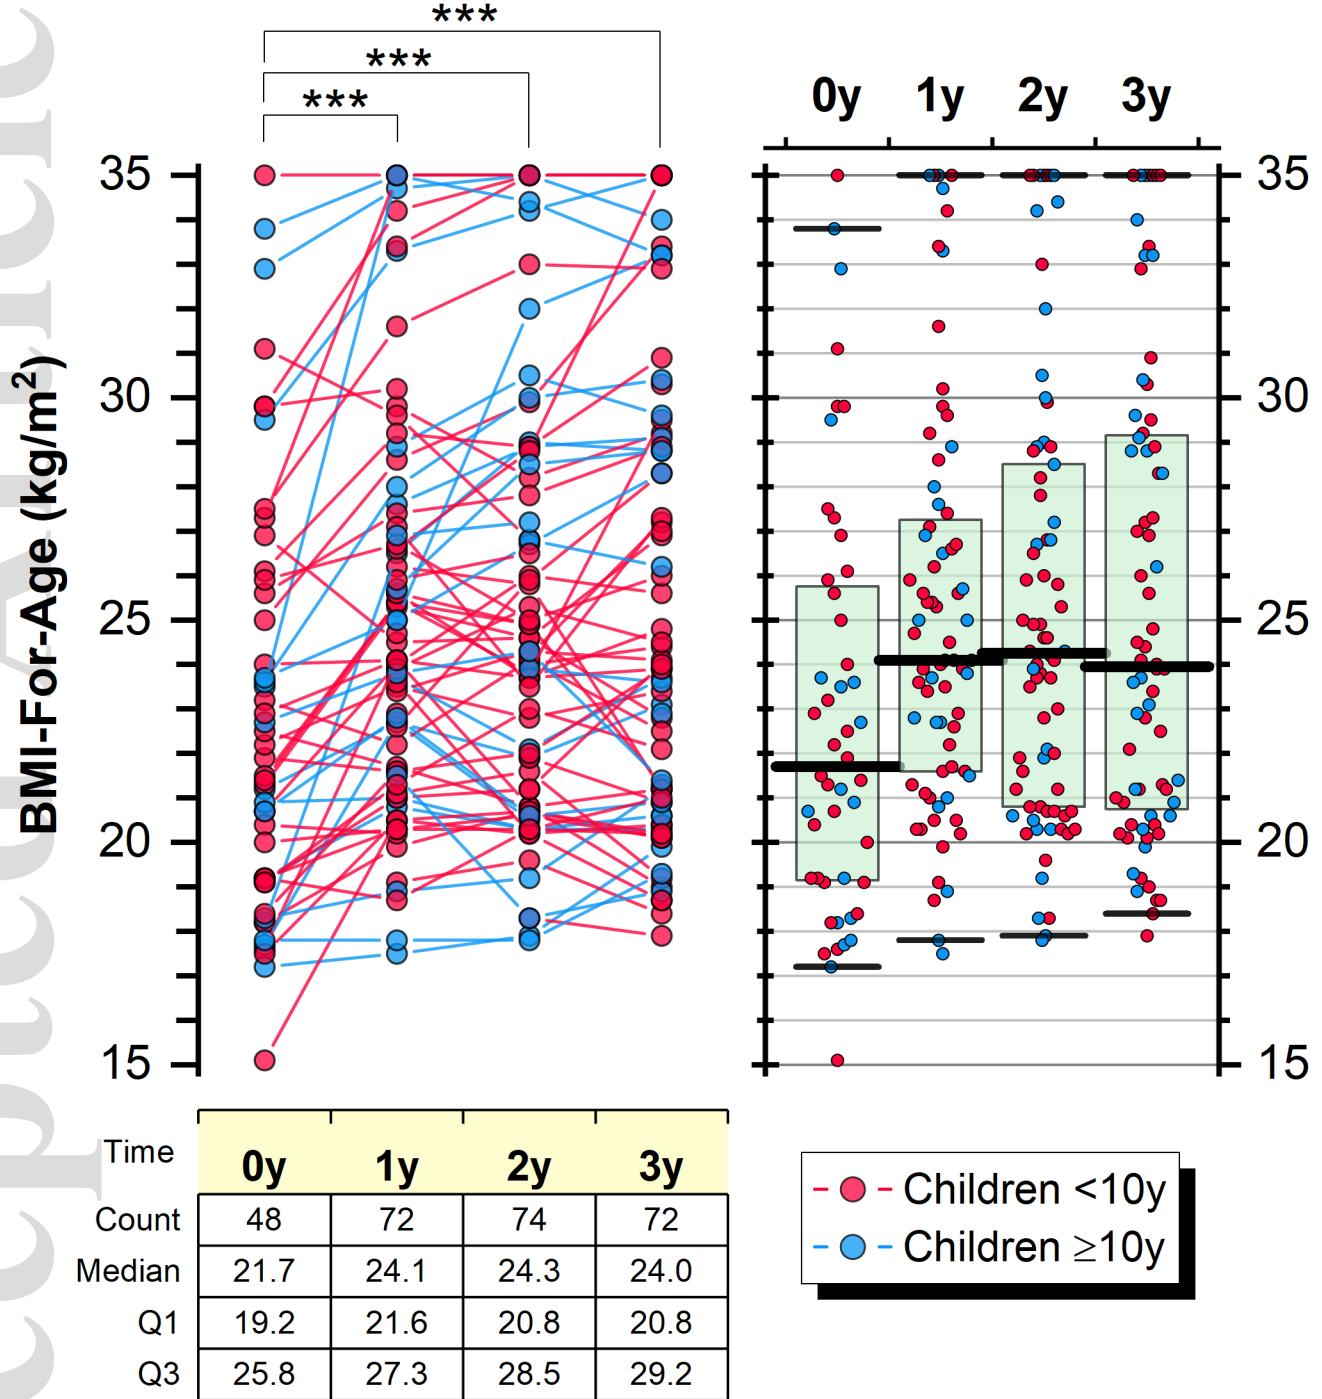 ***
***
***
0y 1y 2y 3y
35 35
30 30
25 25
20 20
15 15
BMI-For-Age (kg/m²)
Time 0y 1y 2y 3y
Count 48 72 74 72
Median 21.7 24.1 24.3 24.0
Q1 19.2 21.6 20.8 20.8
Q3 25.8 27.3 28.5 29.2
Children <10y
Children ≥10y